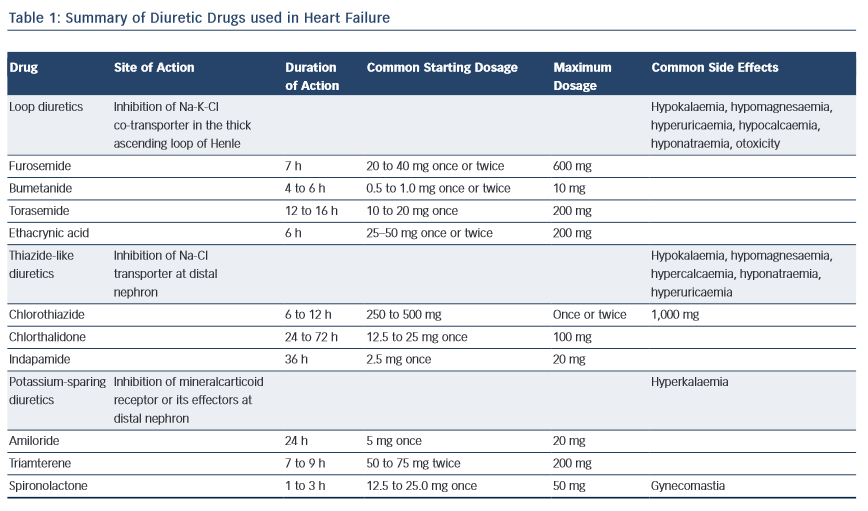 Table 1: Summary of Diuretic Drugs used in Heart Failure
Drug Site of Action Duration of Action Common Starting Dosage Maximum Dosage Common Side Effects
Loop diuretics Inhibition of Na-K-Cl co-transporter in the thick ascending loop of Henle Hypokalaemia, hypomagnesaemia, hyperuricaemia, hypocalcaemia, hyponatraemia, otoxicity
Furosemide 7 h 20 to 40 mg once or twice 600 mg
Bumetanide 4 to 6 h 0.5 to 1.0 mg once or twice 10 mg
Torasemide 12 to 16 h 10 to 20 mg once 200 mg
Ethacrynic acid 6 h 25–50 mg once or twice 200 mg
Thiazide-like diuretics Inhibition of Na-Cl transporter at distal nephron Hypokalaemia, hypomagnesaemia, hypercalcaemia, hyponatraemia, hyperuricaemia
Chlorothiazide 6 to 12 h 250 to 500 mg Once or twice 1,000 mg
Chlorthalidone 24 to 72 h 12.5 to 25 mg once 100 mg
Indapamide 36 h 2.5 mg once 20 mg
Potassium-sparing diuretics Inhibition of mineralcarticoid receptor or its effectors at distal nephron Hyperkalaemia
Amiloride 24 h 5 mg once 20 mg
Triamterene 7 to 9 h 50 to 75 mg twice 200 mg
Spironolactone 1 to 3 h 12.5 to 25.0 mg once 50 mg Gynecomastia